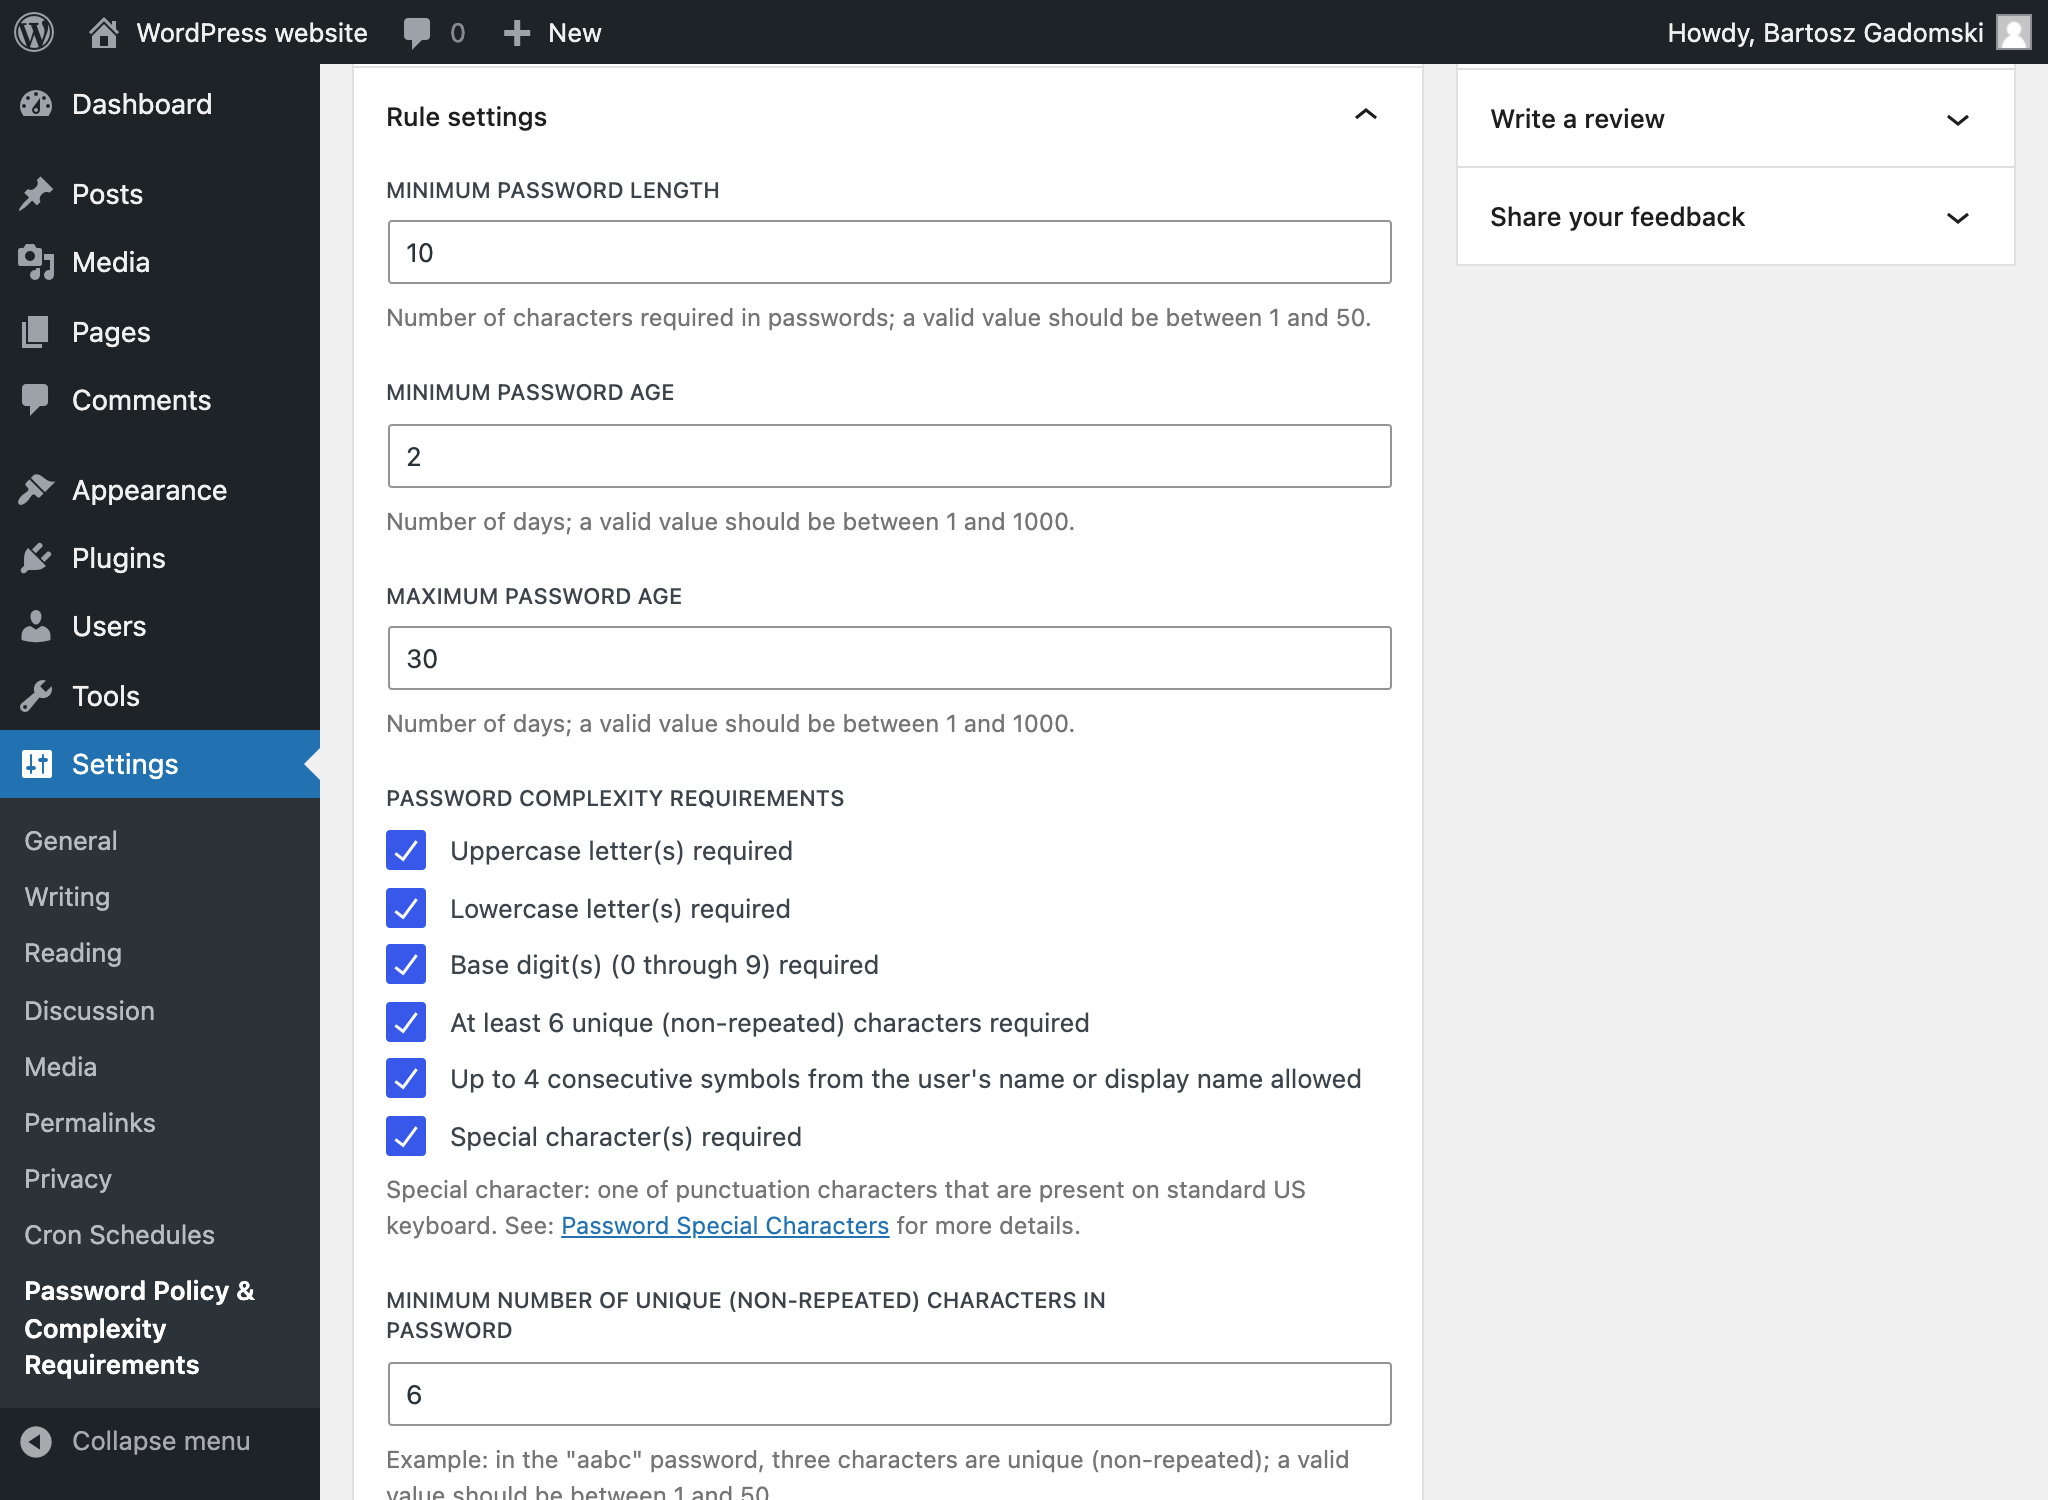 WordPress website
0
New
Howdy, Bartosz Gadomski
Dashboard
Posts
Media
Pages
Comments
Appearance
Plugins
Users
Tools
Settings
General
Writing
Reading
Discussion
Media
Permalinks
Privacy
Cron Schedules
Password Policy &
Complexity
Requirements
Collapse menu
Rule settings
MINIMUM PASSWORD LENGTH
10
Number of characters required in passwords; a valid value should be between 1 and 50.
MINIMUM PASSWORD AGE
2
Number of days; a valid value should be between 1 and 1000.
MAXIMUM PASSWORD AGE
30
Number of days; a valid value should be between 1 and 1000.
PASSWORD COMPLEXITY REQUIREMENTS
Uppercase letter(s) required
Lowercase letter(s) required
Base digit(s) (0 through 9) required
At least 6 unique (non-repeated) characters required
Up to 4 consecutive symbols from the user's name or display name allowed
Special character(s) required
Special character: one of punctuation characters that are present on standard US
keyboard. See: Password Special Characters for more details.
MINIMUM NUMBER OF UNIQUE (NON-REPEATED) CHARACTERS IN
PASSWORD
6
Example: in the "aabc" password, three characters are unique (non-repeated); a valid
value should be between 1 and 50.
Write a review
Share your feedback